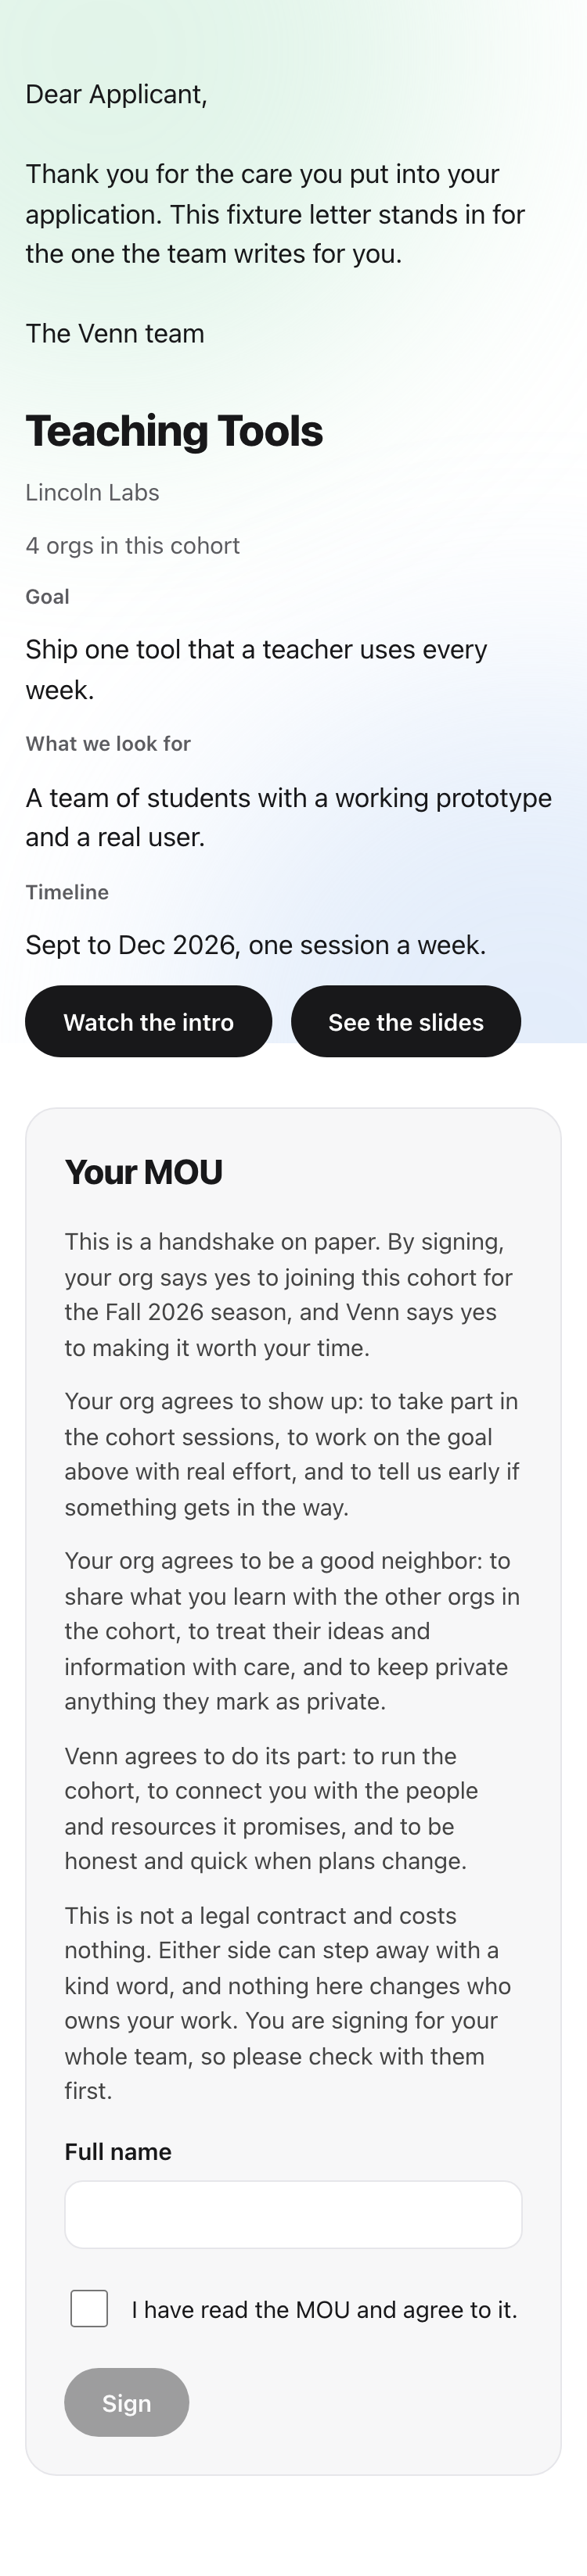 Dear Applicant,
Thank you for the care you put into your
application. This fixture letter stands in for
the one the team writes for you.
The Venn team
Teaching Tools
Lincoln Labs
4 orgs in this cohort
Goal
Ship one tool that a teacher uses every
week.
What we look for
A team of students with a working prototype
and a real user.
Timeline
Sept to Dec 2026, one session a week.
Watch the intro
See the slides
Your MOU
This is a handshake on paper. By signing,
your org says yes to joining this cohort for
the Fall 2026 season, and Venn says yes
to making it worth your time.
Your org agrees to show up: to take part in
the cohort sessions, to work on the goal
above with real effort, and to tell us early if
something gets in the way.
Your org agrees to be a good neighbor: to
share what you learn with the other orgs in
the cohort, to treat their ideas and
information with care, and to keep private
anything they mark as private.
Venn agrees to do its part: to run the
cohort, to connect you with the people
and resources it promises, and to be
honest and quick when plans change.
This is not a legal contract and costs
nothing. Either side can step away with a
kind word, and nothing here changes who
owns your work. You are signing for your
whole team, so please check with them
first.
Full name
I have read the MOU and agree to it.
Sign